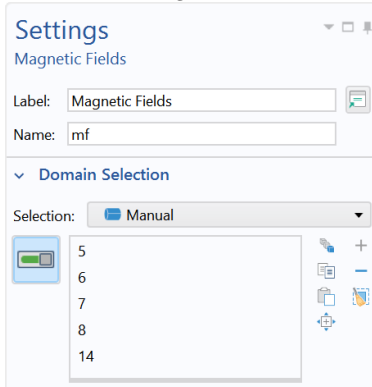 Settings
Magnetic Fields
Label: Magnetic Fields
Name: mf
Domain Selection
Selection: Manual
5
6
7
8
14